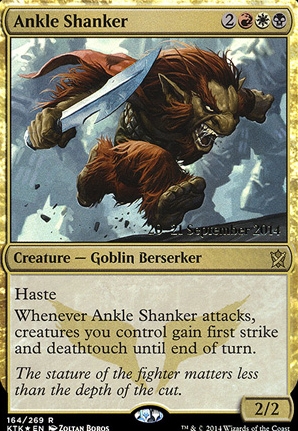 Ankle Shanker 2
20–21 September 2014
Creature — Goblin Berserker
Haste
Whenever Ankle Shanker attacks,
creatures you control gain first strike
and deathtouch until end of turn.
The stature of the fighter matters less
than the depth of the cut.
2/2
164/269 R
KTK EN ZOLTAN BOROS
™ & © 2014 Wizards of the Coast